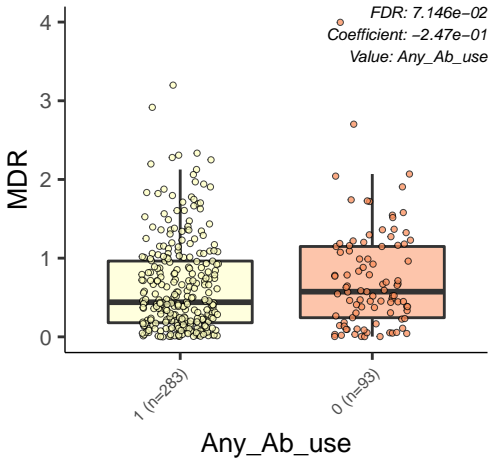 FDR: 7.146e−02
Coefficient: −2.47e−01
Value: Any_Ab_use
4
3
2
1
0
MDR
1 (n=283)
0 (n=93)
Any_Ab_use